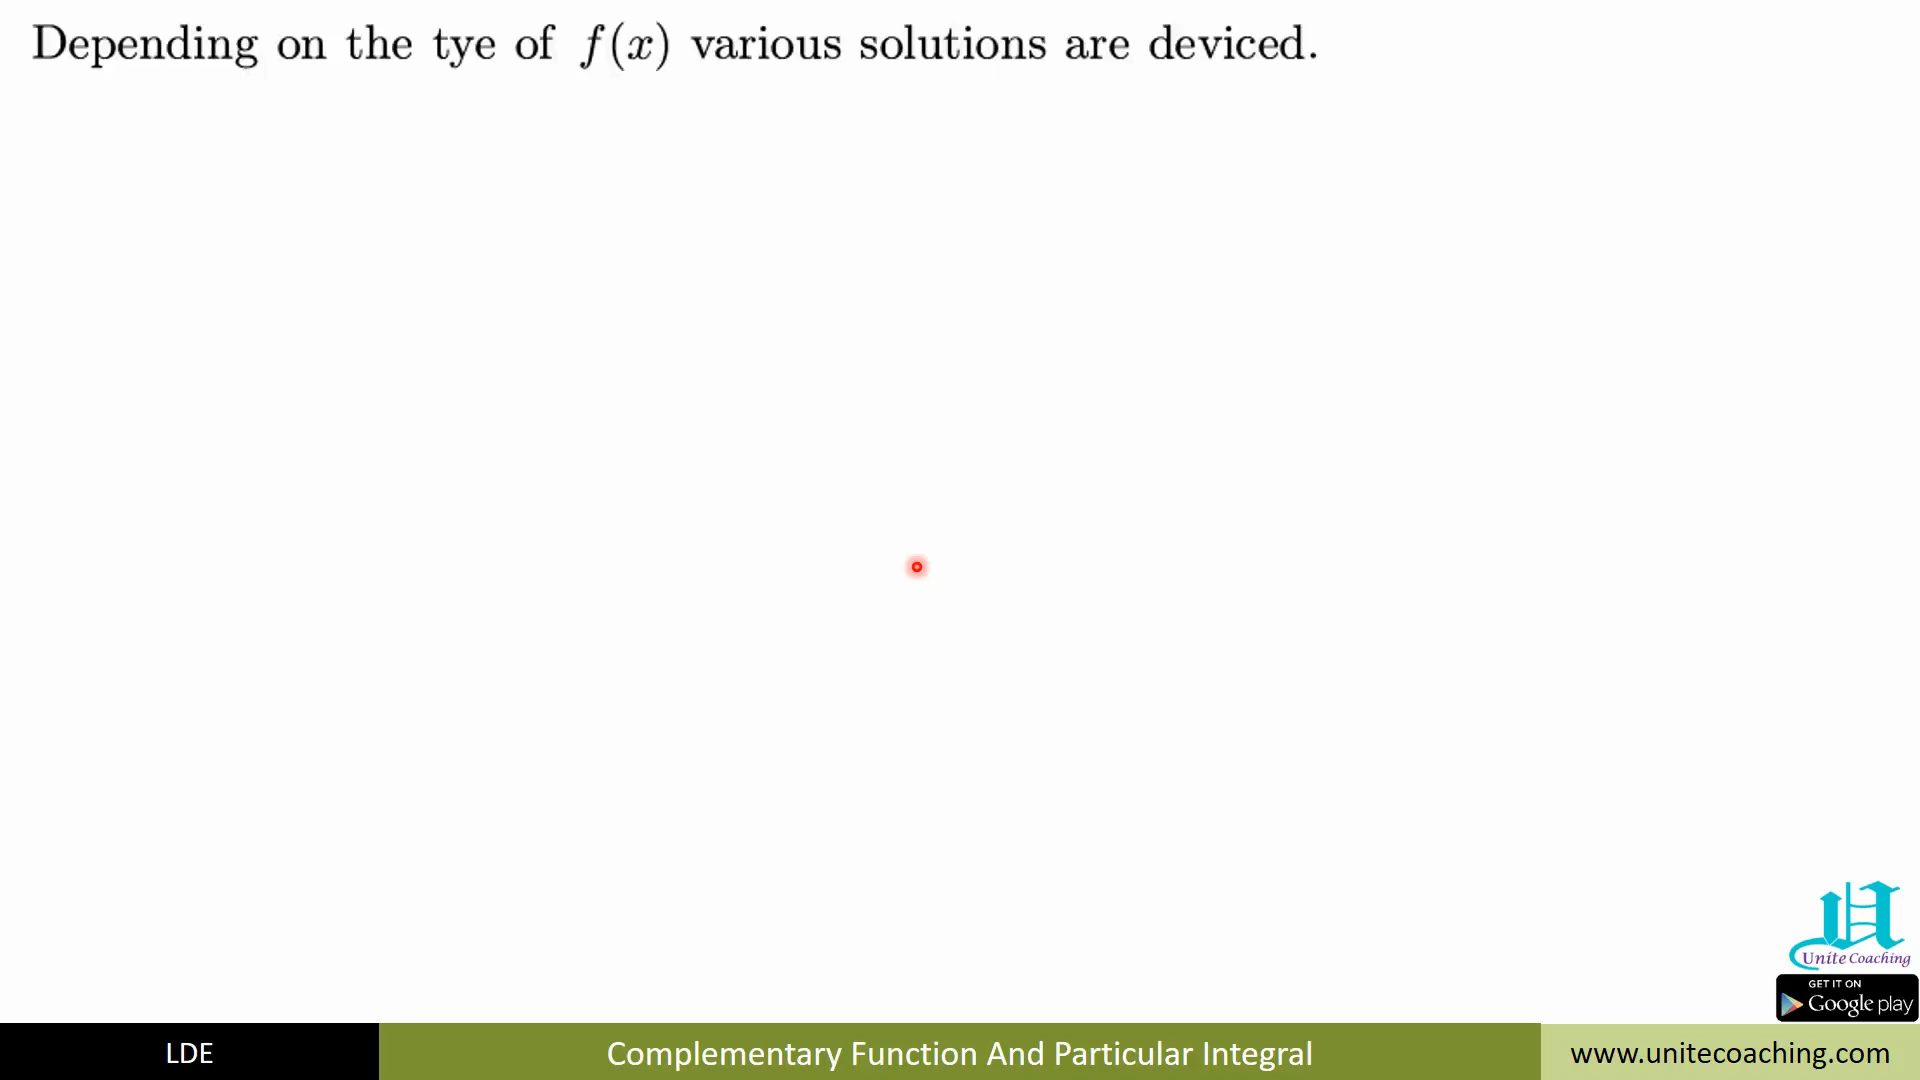 Depending on the tye of f(x) various solutions are deviced.
Unite Coaching
GET IT ON
Google play
LDE
Complementary Function And Particular Integral
www.unitecoaching.com